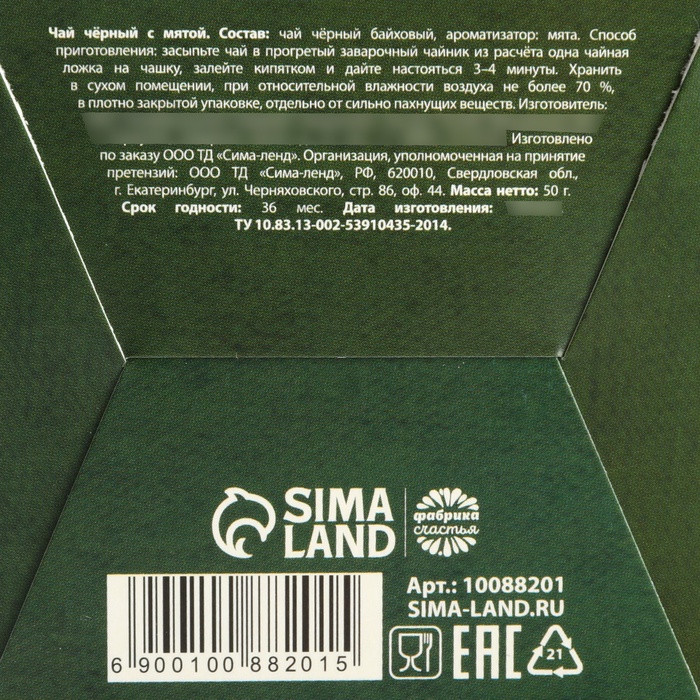 Чай чёрный с мятой. Состав: чай чёрный байховый, ароматизатор: мята. Способ
приготовления: засыпьте чай в прогретый заварочный чайник из расчёта одна чайная
ложка на чашку, залейте кипятком и дайте настояться 3–4 минуты. Хранить
в сухом помещении, при относительной влажности воздуха не более 70 %,
в плотно закрытой упаковке, отдельно от сильно пахнущих веществ. Изготовитель:
Изготовлено
по заказу ООО ТД «Сима-ленд». Организация, уполномоченная на принятие
претензий: ООО ТД «Сима-ленд», РФ, 620010, Свердловская обл.,
г. Екатеринбург, ул. Черняховского, стр. 86, оф. 44. Масса нетто: 50 г.
Срок годности: 36 мес. Дата изготовления:
ТУ 10.83.13-002-53910435-2014.
SIMA
LAND
фабрика
счастья
Арт.: 10088201
SIMA-LAND.RU
6 900100 882015
EAC
21